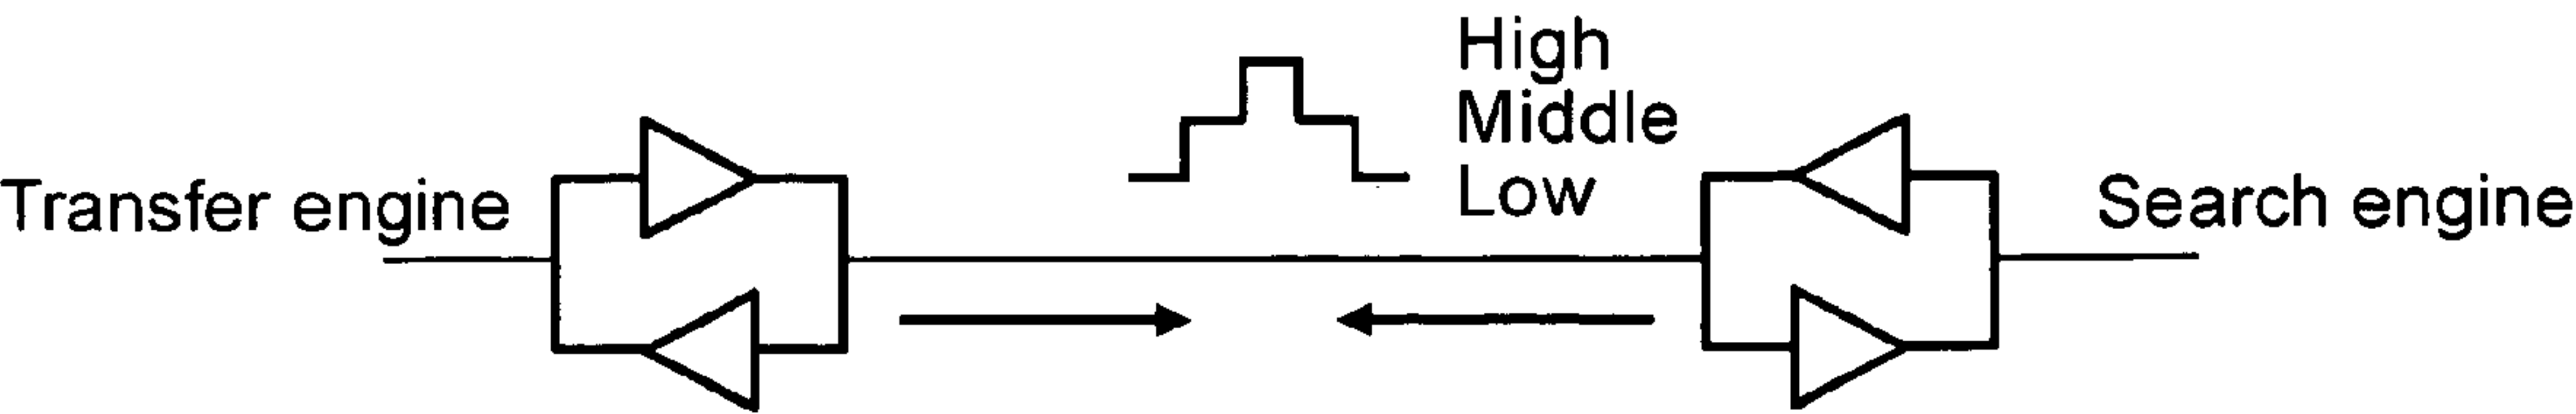 High
Middle
Low
Transfer engine
Search engine